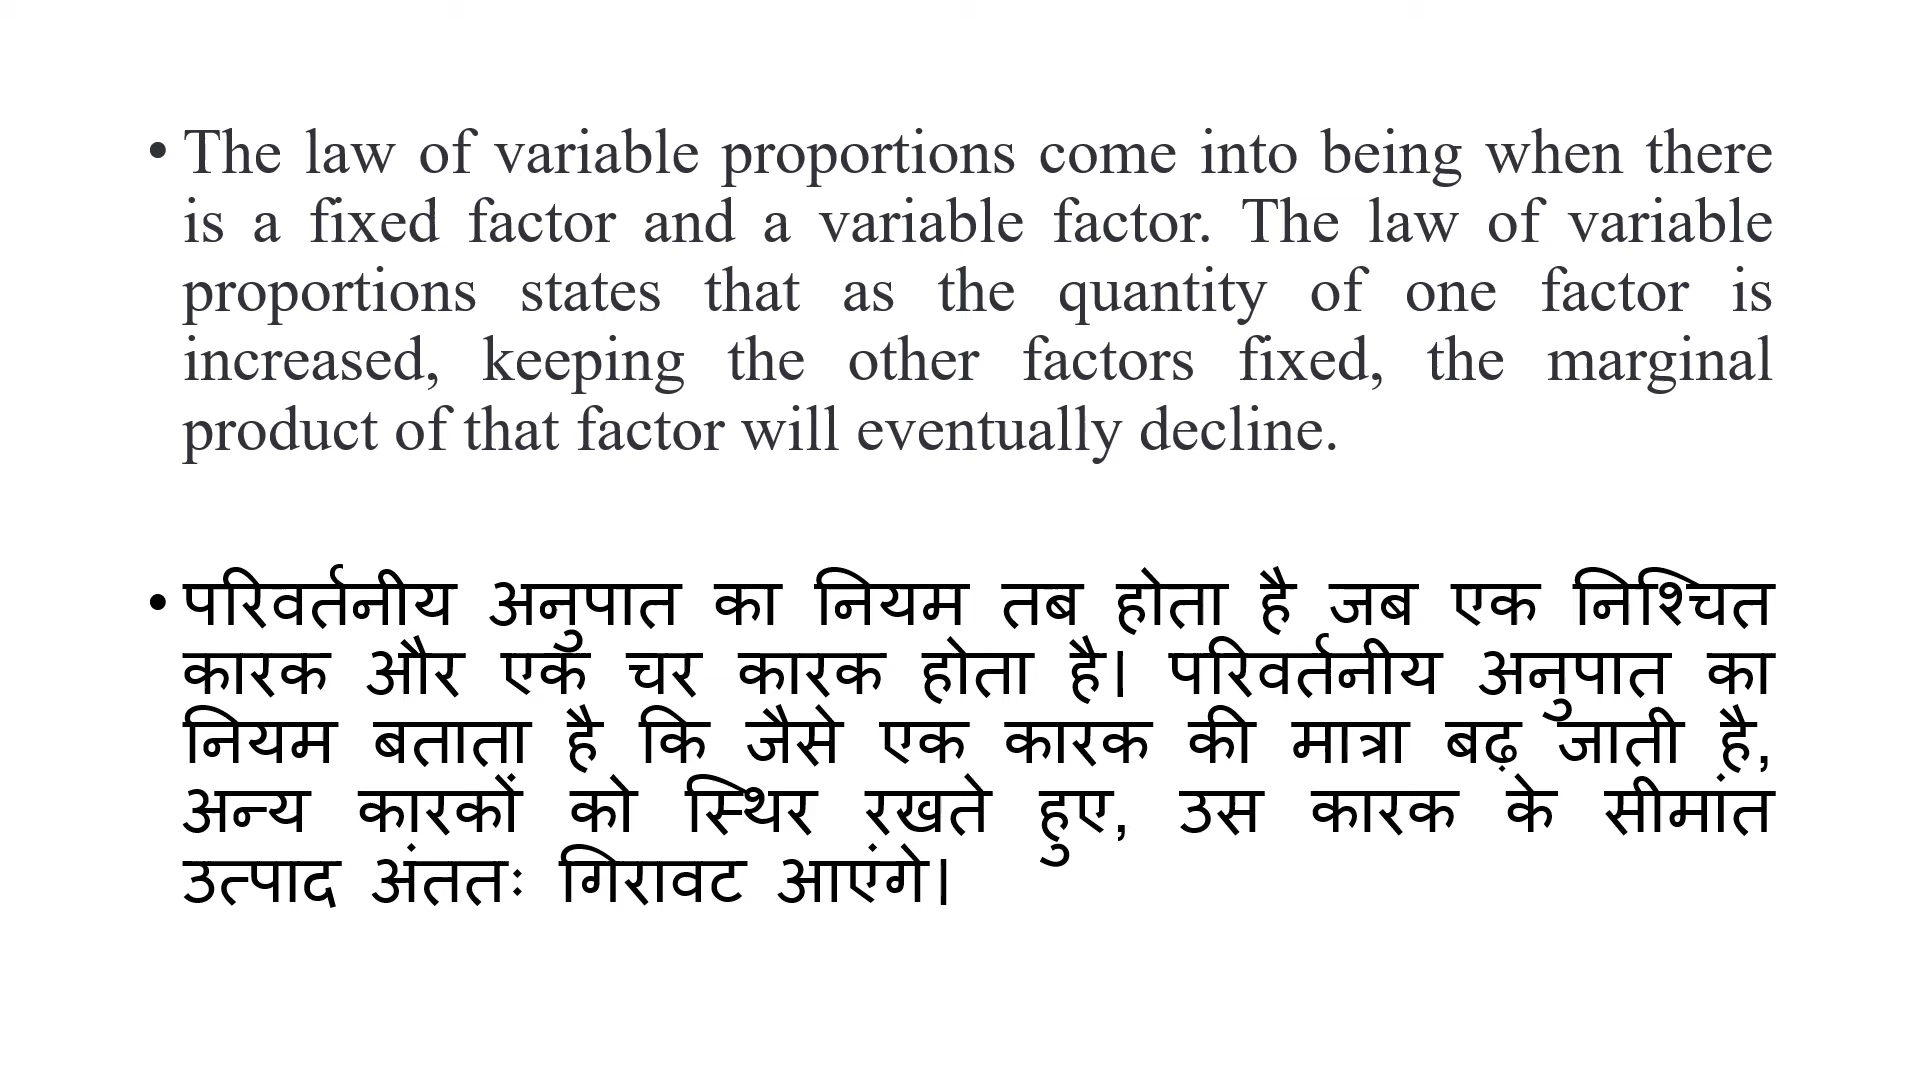 • The law of variable proportions come into being when there
is a fixed factor and a variable factor. The law of variable
proportions states that as the quantity of one factor is
increased, keeping the other factors fixed, the marginal
product of that factor will eventually decline.
• परिवर्तनीय अनुपात का नियम तब होता है जब एक निश्चित
कारक और एक चर कारक होता है। परिवर्तनीय अनुपात का
नियम बताता है कि जैसे एक कारक की मात्रा बढ़ जाती है,
अन्य कारकों को स्थिर रखते हुए, उस कारक के सीमांत
उत्पाद अंततः गिरावट आएंगे।